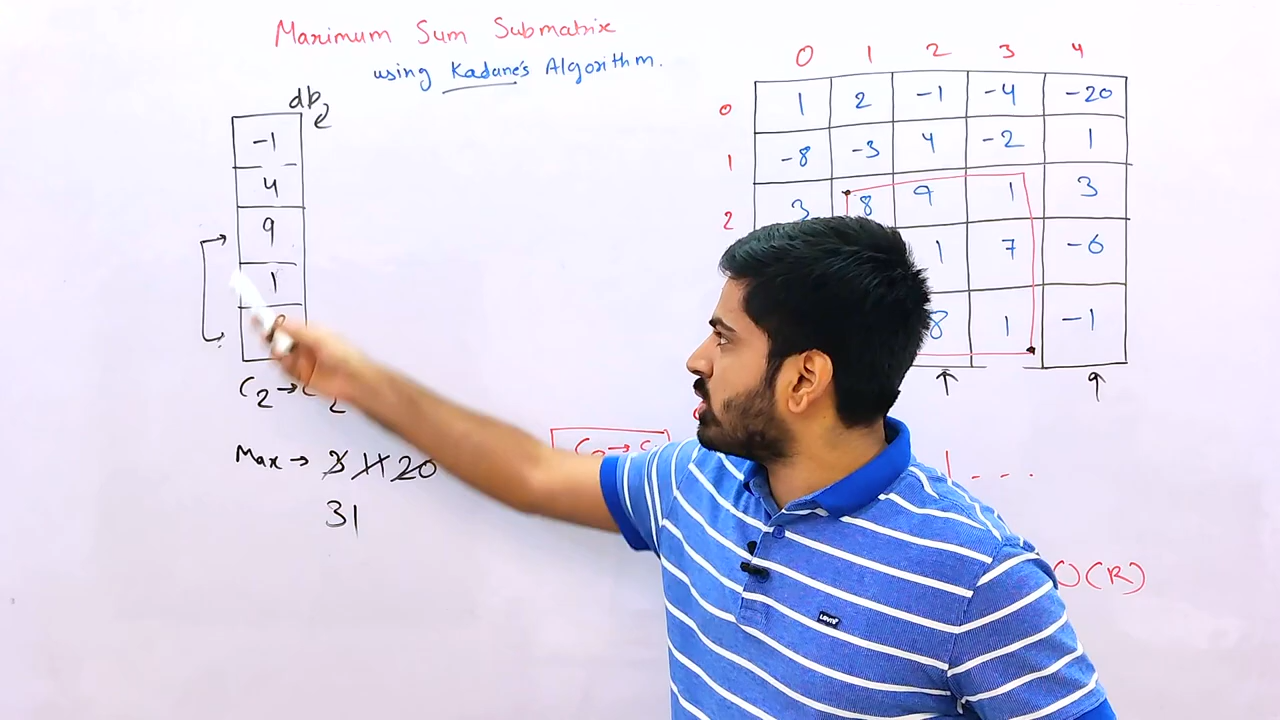 Maximum Sum Submatrix
using Kadane's Algorithm.
dp
-1
4
9
1
C2 → C2
Max → 3 11 20
31
0 1 2 3 4
0 1 2 -1 -4 -20
1 -8 -3 4 -2 1
2 3 8 9 1 3
1 7 -6
8 1 -1
O(R)
Levi's